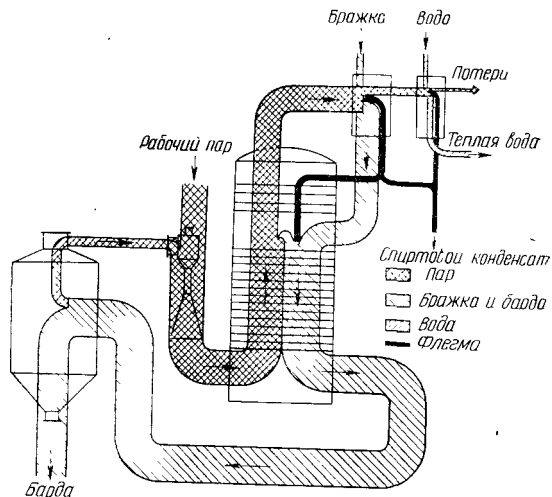 Бражка
Вода
Потери
Теплая вода
Рабочий пар
Спиртовой конденсат
Пар
Бражка и барда
Вода
Флегма
Барда